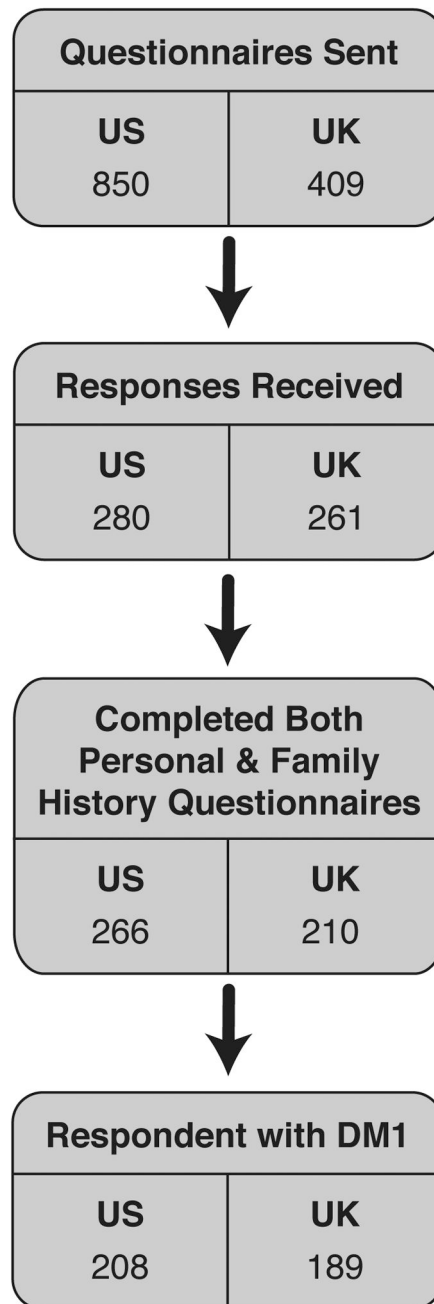 Questionnaires Sent
US UK
850 409
Responses Received
US UK
280 261
Completed Both
Personal & Family
History Questionnaires
US UK
266 210
Respondent with DM1
US UK
208 189